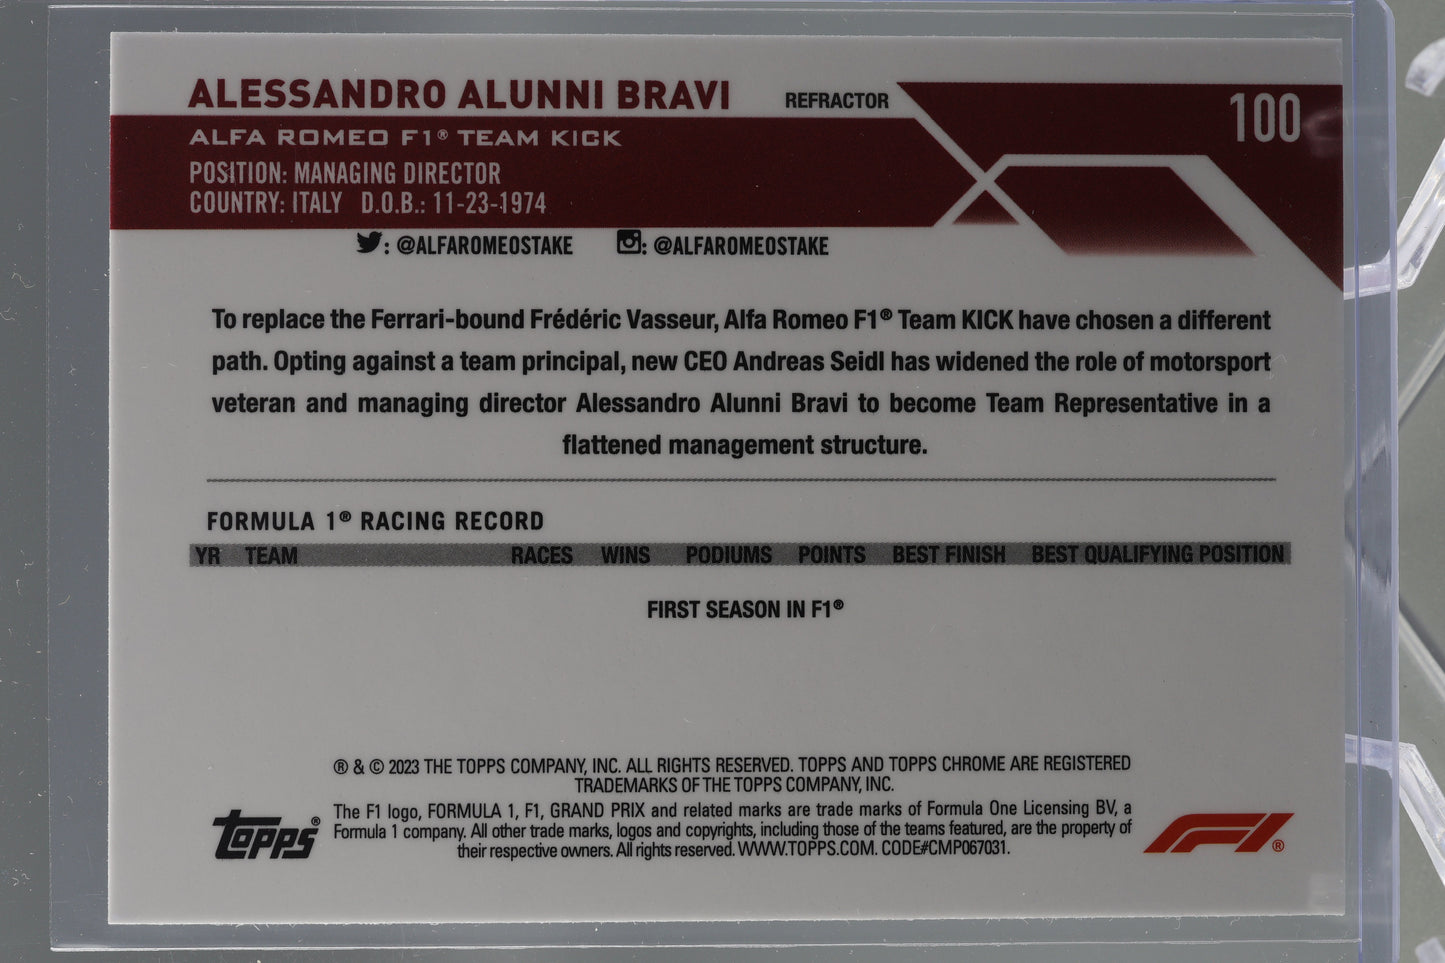 ALESSANDRO ALUNNI BRAVI REFRACTOR 100
ALFA ROMEO F1® TEAM KICK
POSITION: MANAGING DIRECTOR
COUNTRY: ITALY D.O.B.: 11-23-1974
: @ALFAROMEOSTAKE : @ALFAROMEOSTAKE
To replace the Ferrari-bound Frédéric Vasseur, Alfa Romeo F1® Team KICK have chosen a different
path. Opting against a team principal, new CEO Andreas Seidl has widened the role of motorsport
veteran and managing director Alessandro Alunni Bravi to become Team Representative in a
flattened management structure.
FORMULA 1® RACING RECORD
YR TEAM RACES WINS PODIUMS POINTS BEST FINISH BEST QUALIFYING POSITION
FIRST SEASON IN F1®
® & © 2023 THE TOPPS COMPANY, INC. ALL RIGHTS RESERVED. TOPPS AND TOPPS CHROME ARE REGISTERED
TRADEMARKS OF THE TOPPS COMPANY, INC.
The F1 logo, FORMULA 1, F1, GRAND PRIX and related marks are trade marks of Formula One Licensing BV, a
Formula 1 company. All other trade marks, logos and copyrights, including those of the teams featured, are the property of
their respective owners. All rights reserved. WWW.TOPPS.COM. CODE#CMP067031.
Topps®
F1®